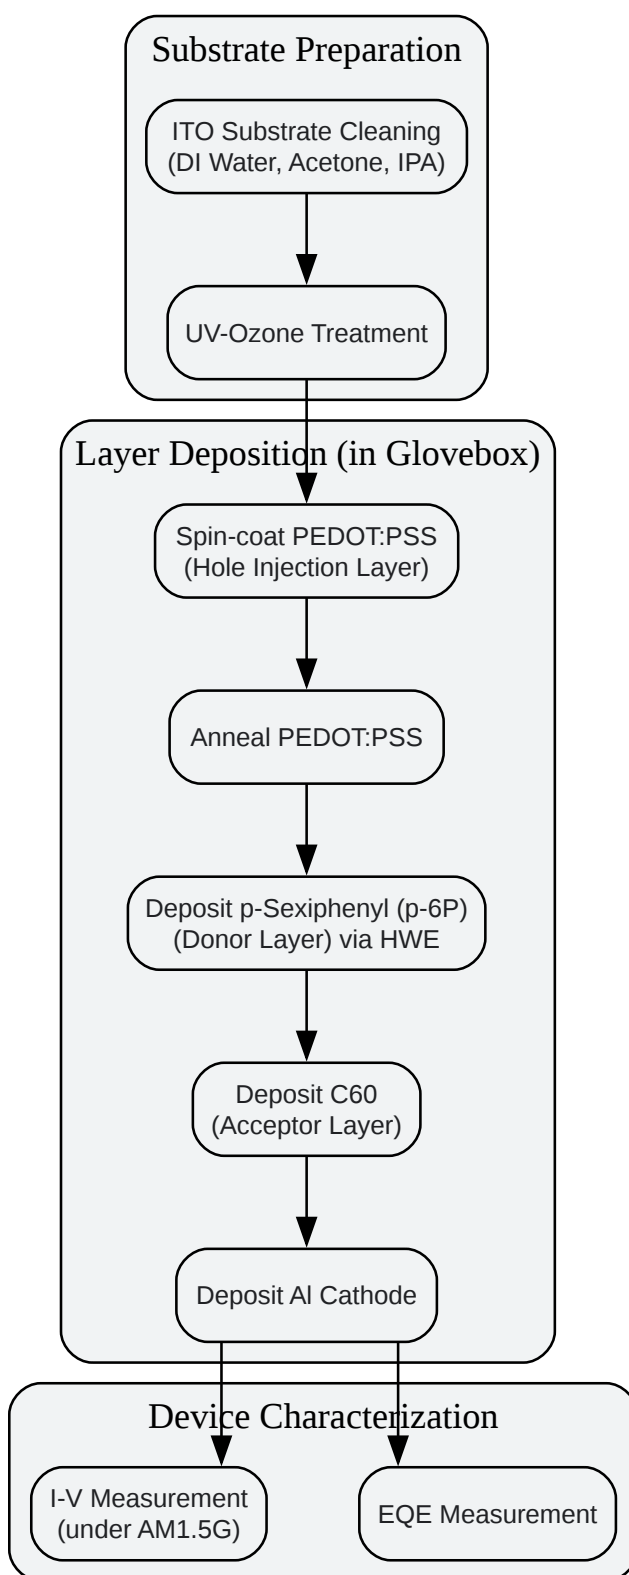 Substrate Preparation
ITO Substrate Cleaning
(DI Water, Acetone, IPA)
UV-Ozone Treatment
Layer Deposition (in Glovebox)
Spin-coat PEDOT:PSS
(Hole Injection Layer)
Anneal PEDOT:PSS
Deposit p-Sexiphenyl (p-6P)
(Donor Layer) via HWE
Deposit C60
(Acceptor Layer)
Deposit Al Cathode
Device Characterization
I-V Measurement
(under AM1.5G)
EQE Measurement